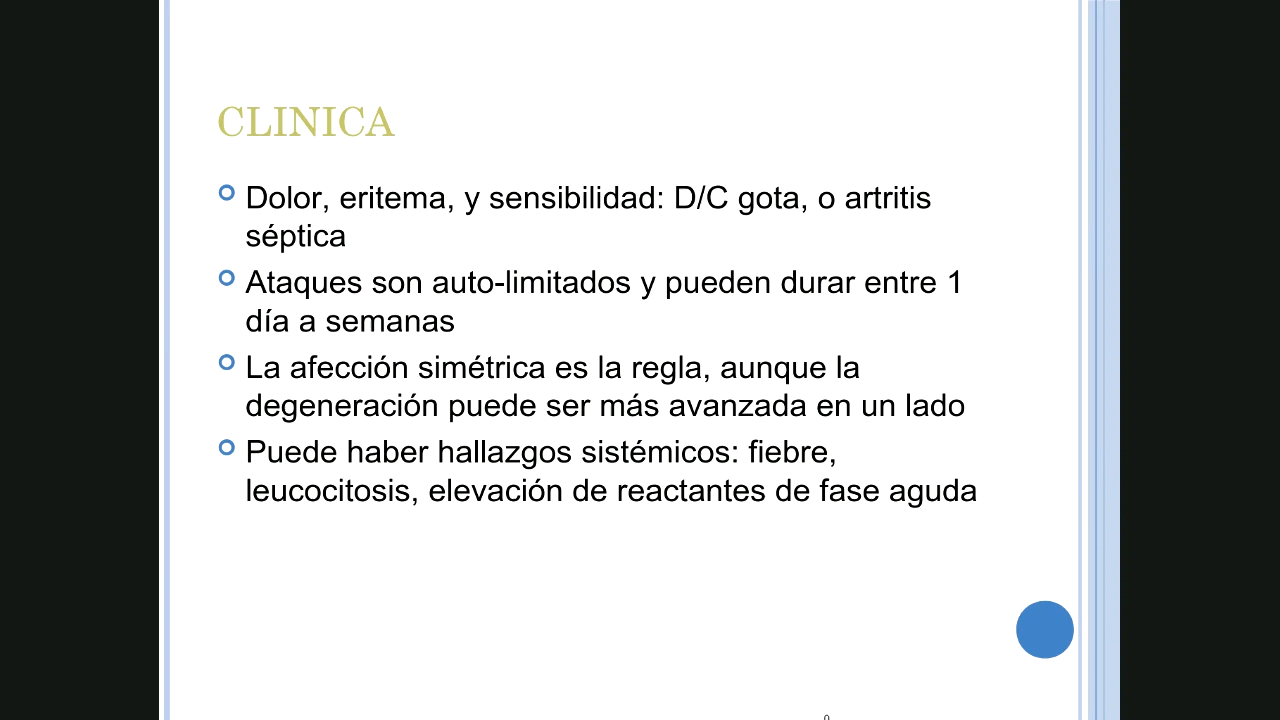 CLINICA
Dolor, eritema, y sensibilidad: D/C gota, o artritis
séptica
Ataques son auto-limitados y pueden durar entre 1
día a semanas
La afección simétrica es la regla, aunque la
degeneración puede ser más avanzada en un lado
Puede haber hallazgos sistémicos: fiebre,
leucocitosis, elevación de reactantes de fase aguda